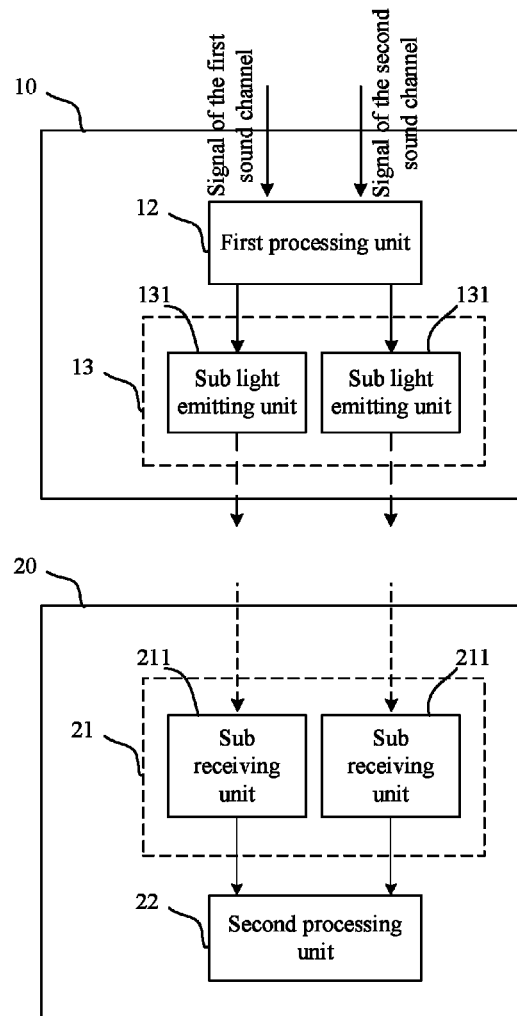 10
Signal of the first
sound channel
Signal of the second
sound channel
12
First processing unit
131
131
13
Sub light
emitting unit
Sub light
emitting unit
20
211
211
21
Sub
receiving
unit
Sub
receiving
unit
22
Second processing
unit